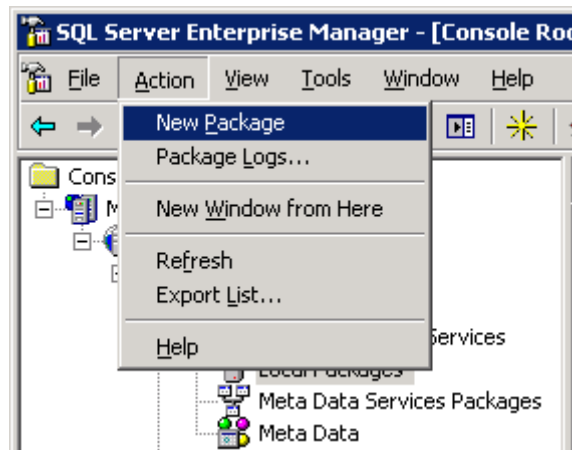 SQL Server Enterprise Manager - [Console Roo
File Action View Tools Window Help
New Package
Package Logs...
Cons
New Window from Here
Refresh
Export List...
Services
Help
Local Packages
Meta Data Services Packages
Meta Data